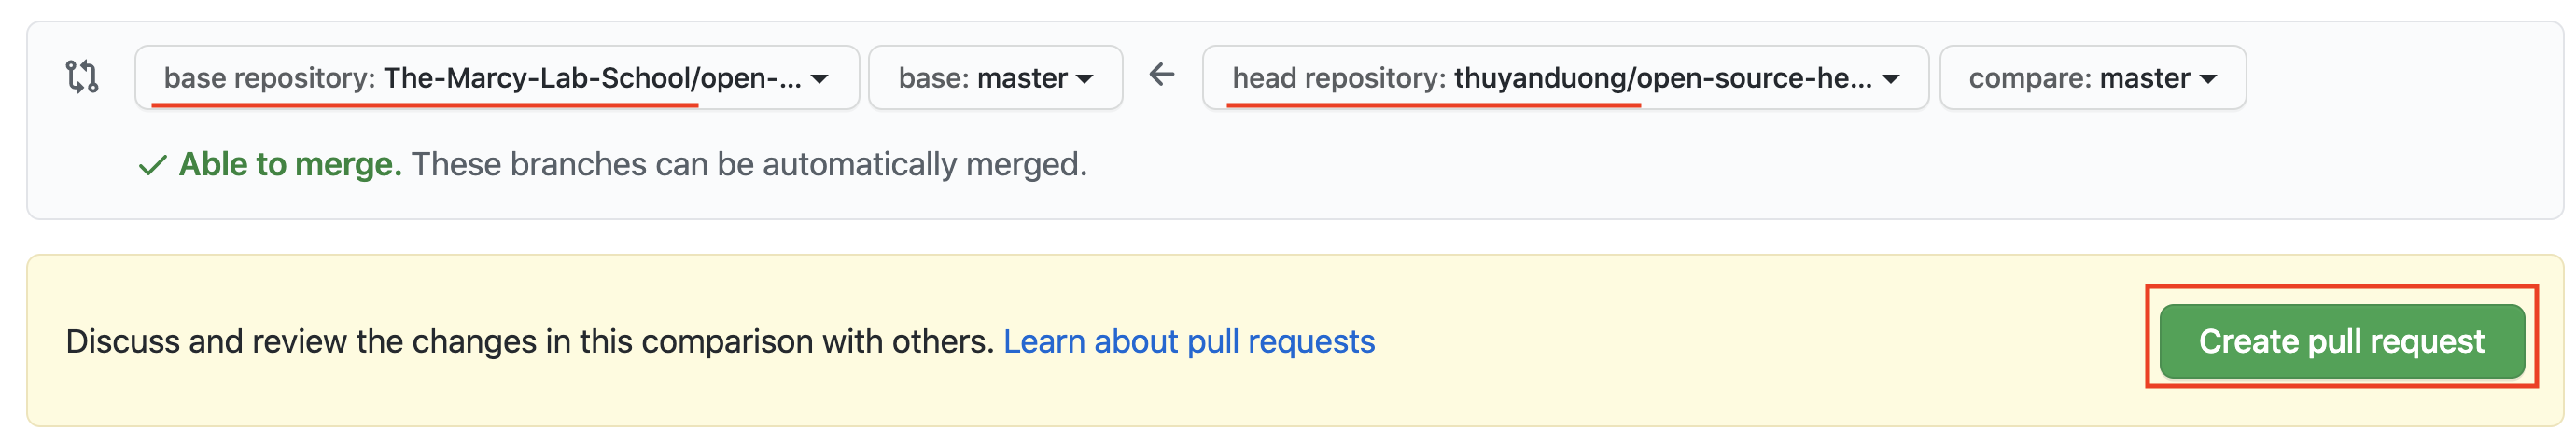 base repository: The-Marcy-Lab-School/open-... base: master head repository: thuyanduong/open-source-he... compare: master
Able to merge. These branches can be automatically merged.
Discuss and review the changes in this comparison with others. Learn about pull requests Create pull request